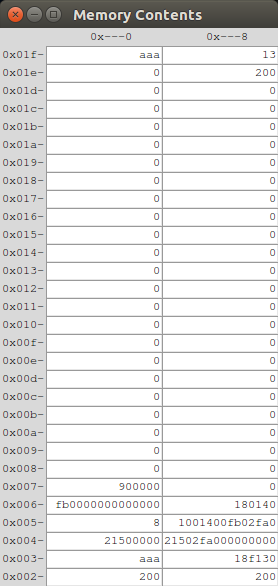 Memory Contents
0x---0 0x---8
0x01f- aaa 13
0x01e- 0 200
0x01d- 0 0
0x01c- 0 0
0x01b- 0 0
0x01a- 0 0
0x019- 0 0
0x018- 0 0
0x017- 0 0
0x016- 0 0
0x015- 0 0
0x014- 0 0
0x013- 0 0
0x012- 0 0
0x011- 0 0
0x010- 0 0
0x00f- 0 0
0x00e- 0 0
0x00d- 0 0
0x00c- 0 0
0x00b- 0 0
0x00a- 0 0
0x009- 0 0
0x008- 0 0
0x007- 900000 0
0x006- fb0000000000000 180140
0x005- 8 1001400fb02fa0
0x004- 21500000 21502fa000000000
0x003- aaa 18f130
0x002- 200 200